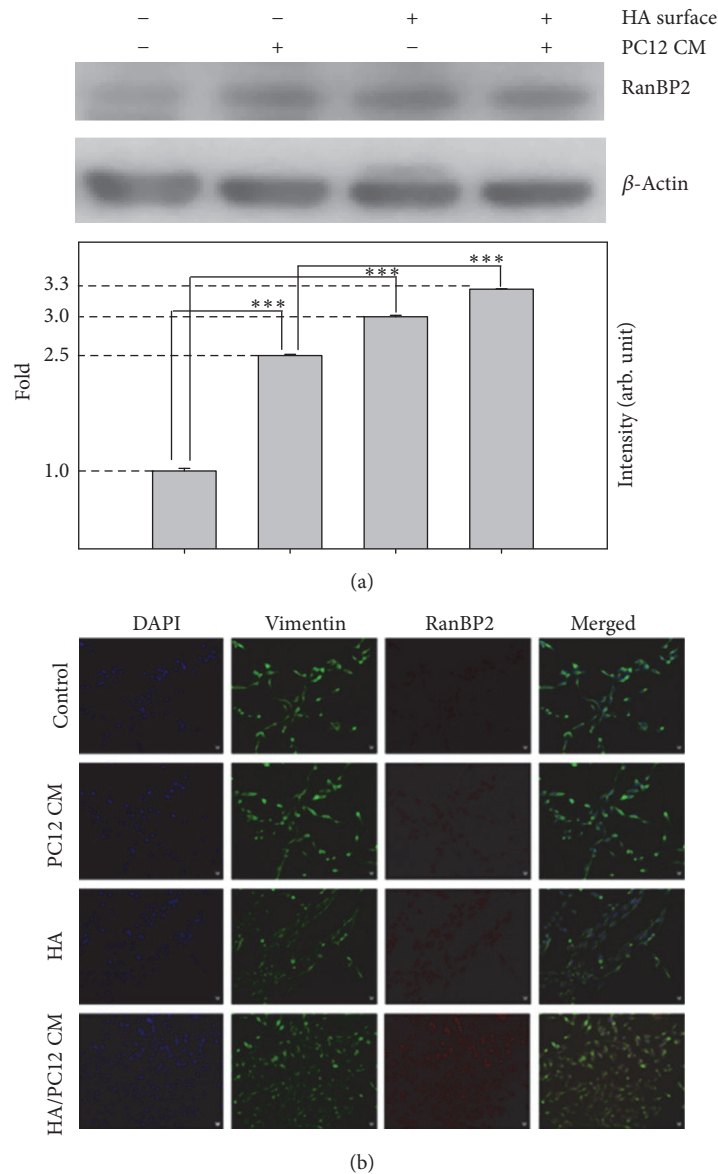 − − + + HA surface
− + − + PC12 CM
RanBP2
β-Actin
***
***
***
3.3
3.0
2.5
1.0
Fold
Intensity (arb. unit)
(a)
DAPI Vimentin RanBP2 Merged
Control
PC12 CM
HA
HA/PC12 CM
(b)